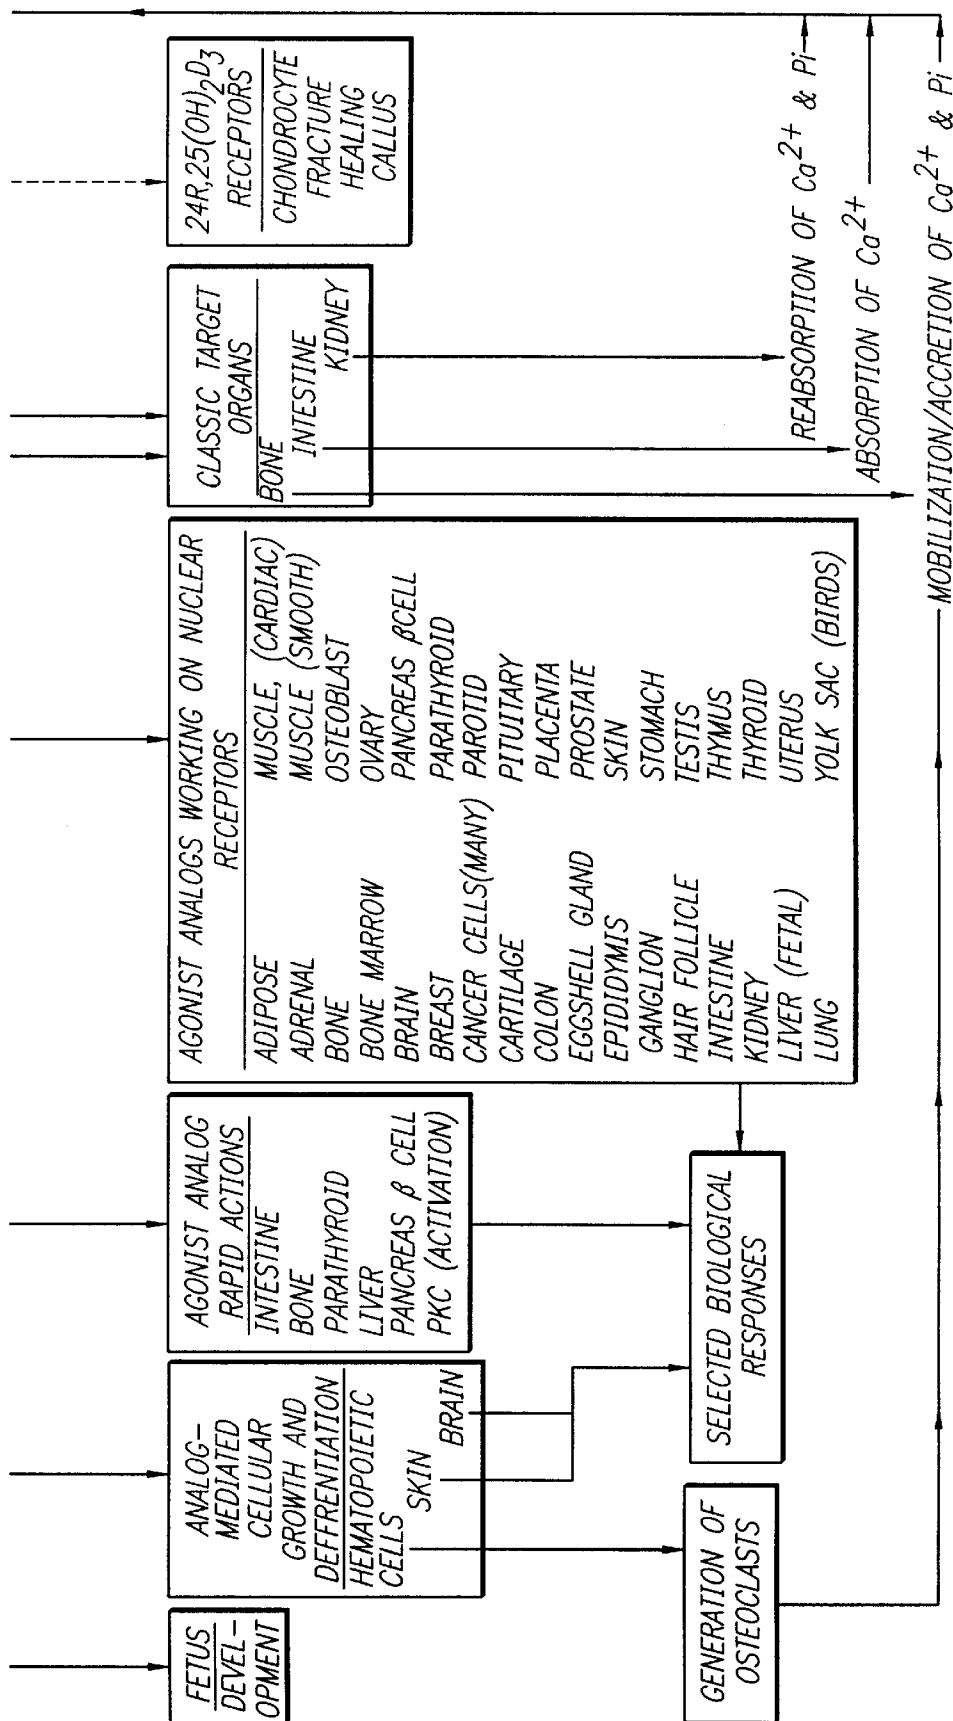 FETUS
DEVEL-
OPMENT
ANALOG-
MEDIATED
CELLULAR
GROWTH AND
DEFFRENTIATION
HEMATOPOIETIC
CELLS
SKIN
BRAIN
AGONIST ANALOG
RAPID ACTIONS
INTESTINE
BONE
PARATHYROID
LIVER
PANCREAS β CELL
PKC (ACTIVATION)
AGONIST ANALOGS WORKING ON NUCLEAR
RECEPTORS
ADIPOSE
ADRENAL
BONE
BONE MARROW
BRAIN
BREAST
CANCER CELLS(MANY)
CARTILAGE
COLON
EGGSHELL GLAND
EPIDIDYMIS
GANGLION
HAIR FOLLICLE
INTESTINE
KIDNEY
LIVER (FETAL)
LUNG
MUSCLE, (CARDIAC)
MUSCLE (SMOOTH)
OSTEOBLAST
OVARY
PANCREAS βCELL
PARATHYROID
PAROTID
PITUITARY
PLACENTA
PROSTATE
SKIN
STOMACH
TESTIS
THYMUS
THYROID
UTERUS
YOLK SAC (BIRDS)
CLASSIC TARGET
ORGANS
BONE
INTESTINE
KIDNEY
24R,25(OH)2D3
RECEPTORS
CHONDROCYTE
FRACTURE
HEALING
CALLUS
GENERATION OF
OSTEOCLASTS
SELECTED BIOLOGICAL
RESPONSES
REABSORPTION OF Ca2+ & Pi
ABSORPTION OF Ca2+
MOBILIZATION/ACCRETION OF Ca2+ & Pi